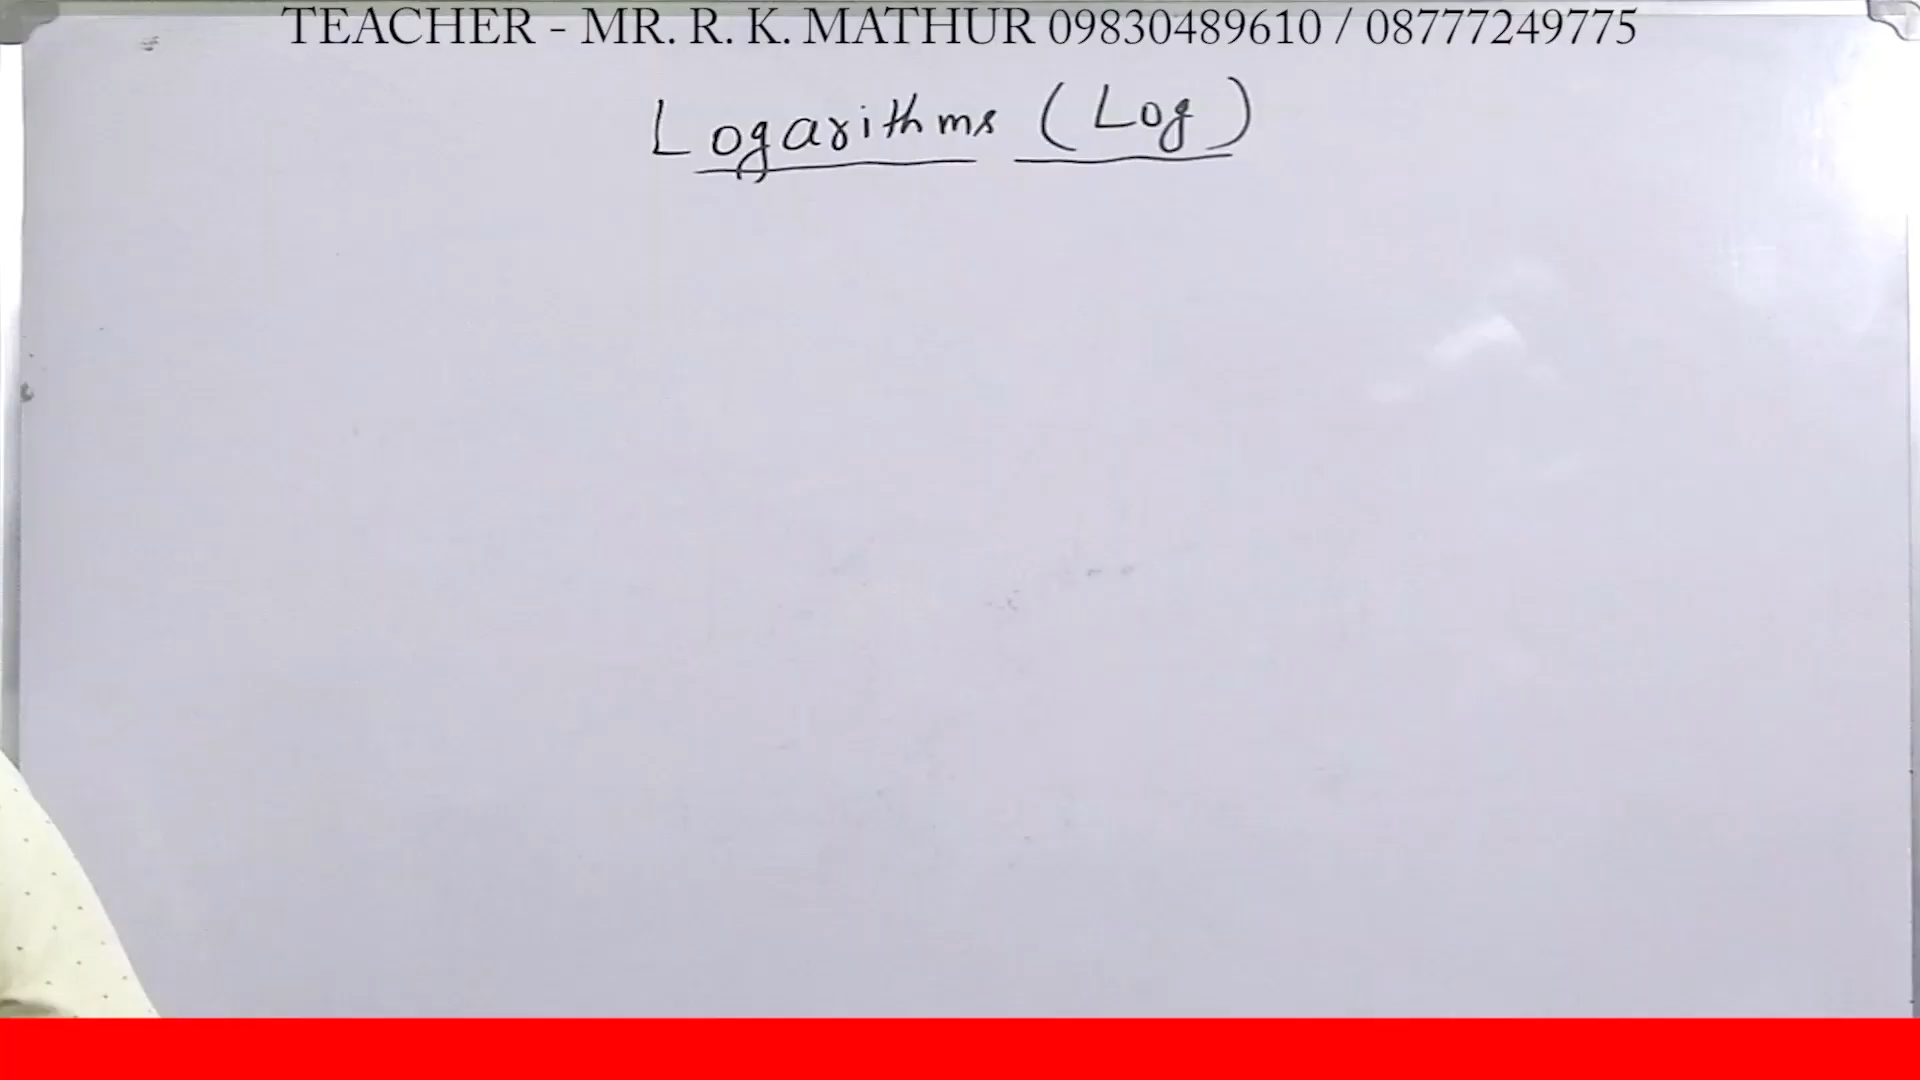 TEACHER - MR. R. K. MATHUR 09830489610 / 08777249775
Logarithms (Log)